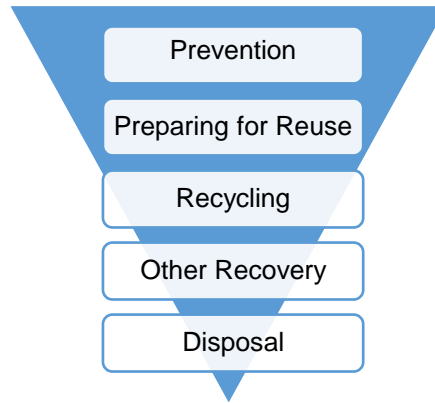 Prevention
Preparing for Reuse
Recycling
Other Recovery
Disposal